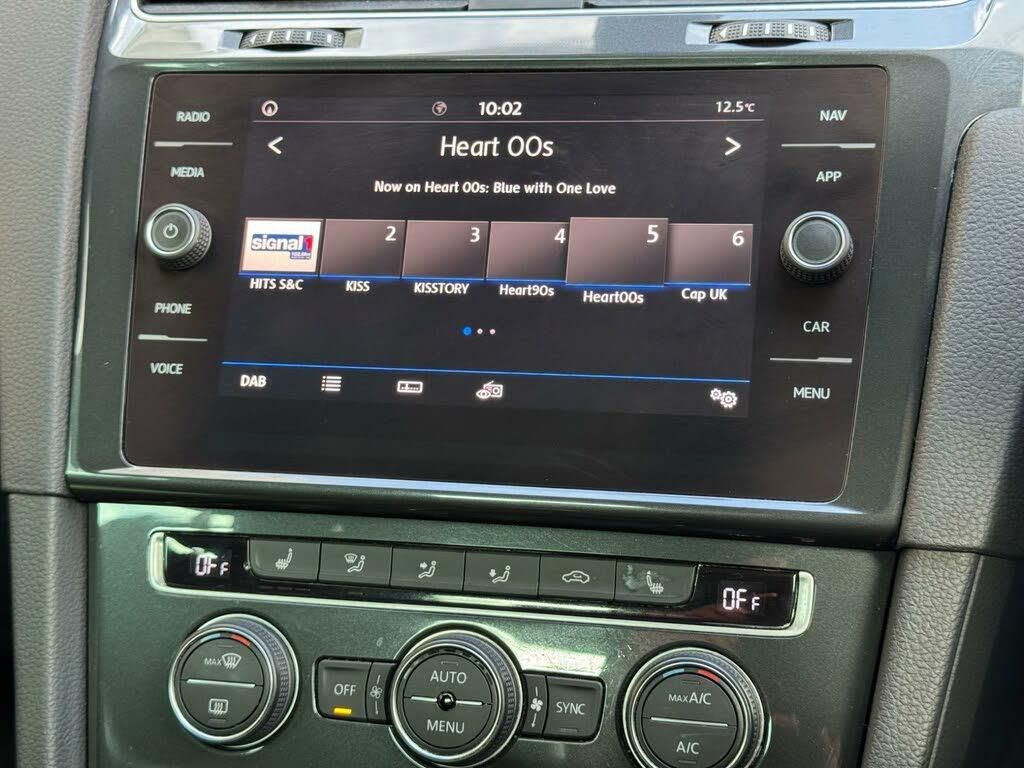 10:02
12.5°C
RADIO
NAV
< Heart 00s >
MEDIA
APP
Now on Heart 00s: Blue with One Love
signal1
2
3
4
5
6
HITS S&C
KISS
KISSTORY
Heart90s
Heart00s
Cap UK
PHONE
CAR
VOICE
MENU
DAB
OFF
OFF
MAX
OFF
AUTO
MENU
SYNC
MAX A/C
A/C